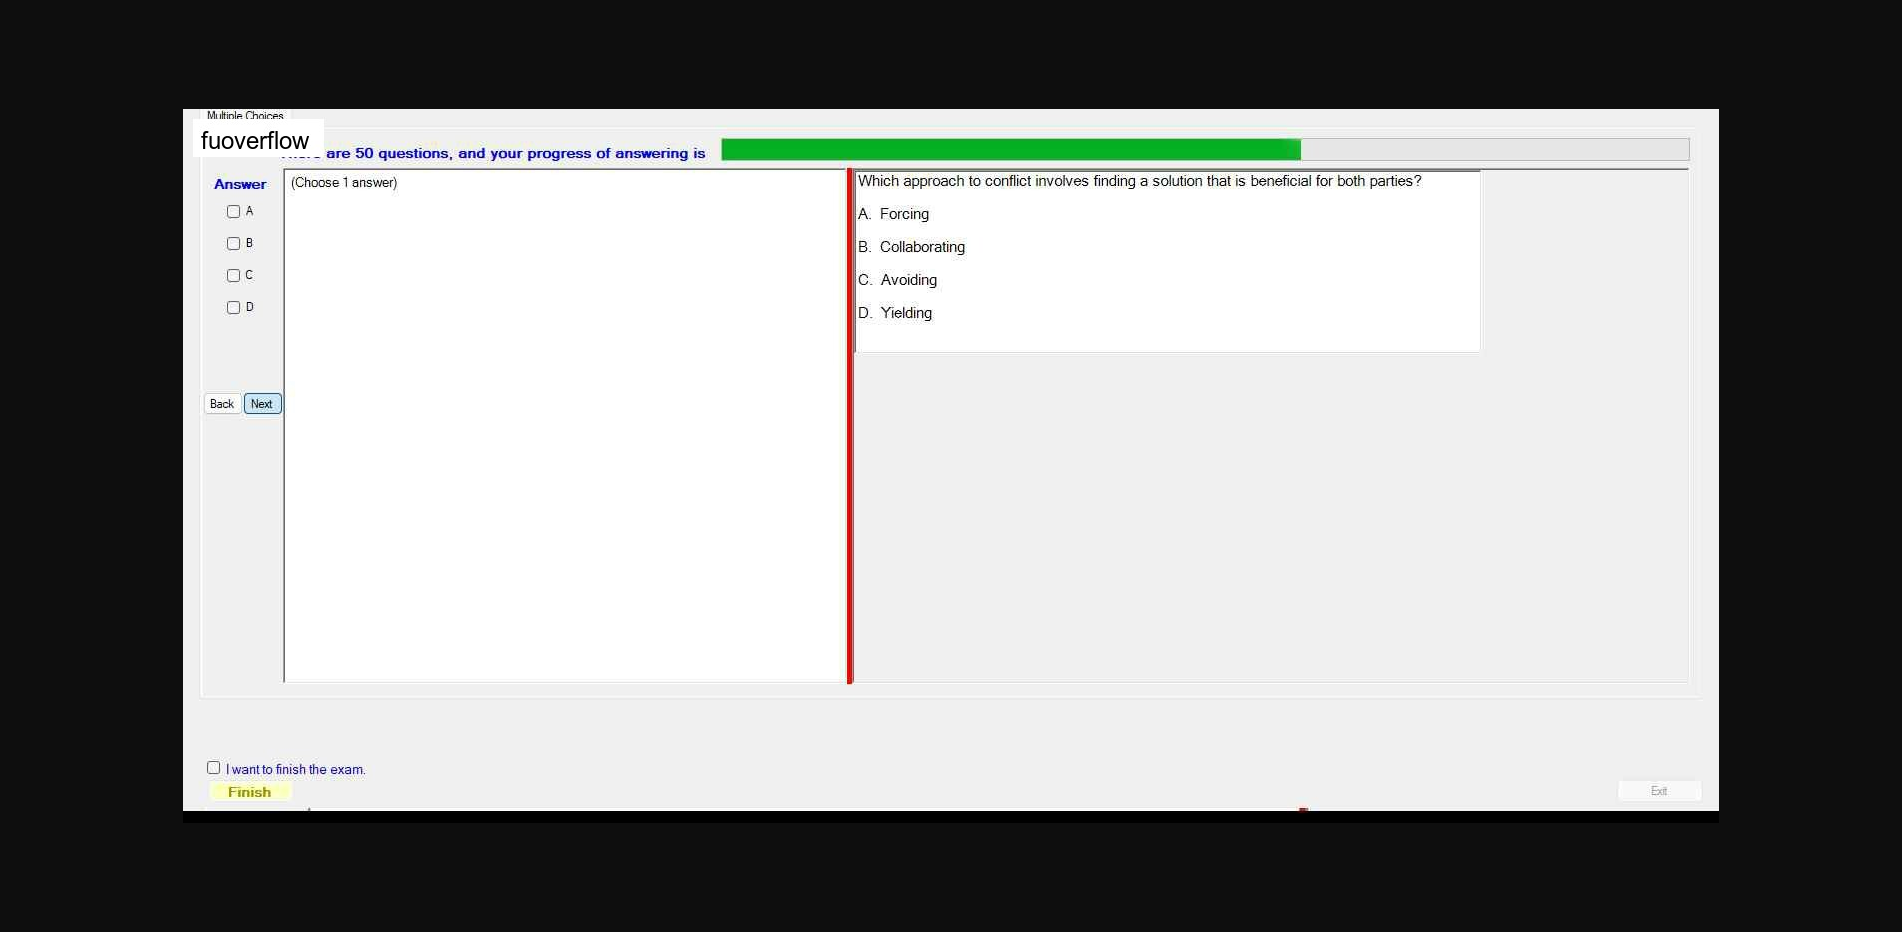 Multiple Choices
fuoverflow
are 50 questions, and your progress of answering is
Answer
(Choose 1 answer)
Which approach to conflict involves finding a solution that is beneficial for both parties?
A
A. Forcing
B
B. Collaborating
C
C. Avoiding
D
D. Yielding
Back Next
I want to finish the exam.
Finish
Exit